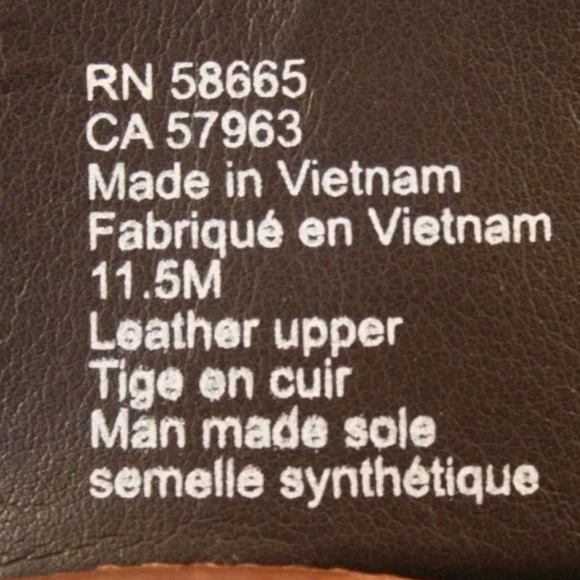 RN 58665
CA 57963
Made in Vietnam
Fabriqué en Vietnam
11.5M
Leather upper
Tige en cuir
Man made sole
semelle synthétique